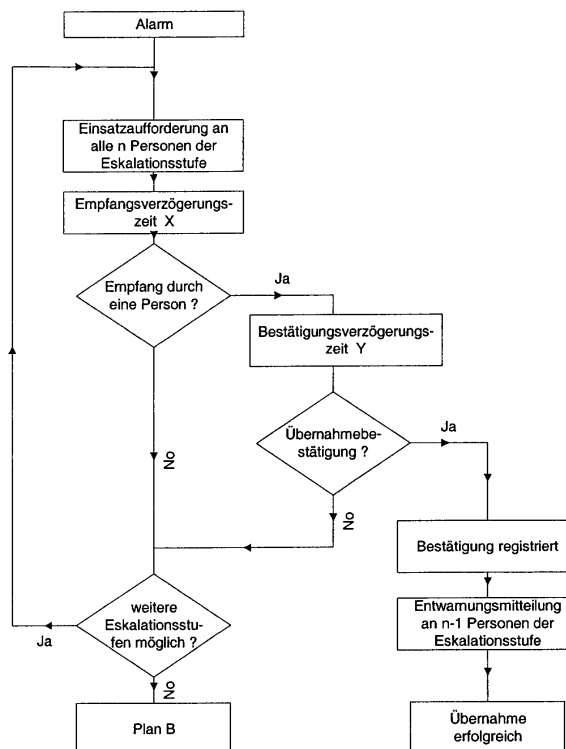 Alarm
Einsatzaufforderung an
alle n Personen der
Eskalationsstufe
Empfangsverzögerungs-
zeit X
Empfang durch
eine Person ?
Ja
Bestätigungsverzögerungs-
zeit Y
Übernahmebe-
stätigung ?
Ja
No
No
Bestätigung registriert
weitere
Eskalationsstu-
fen möglich ?
Ja
Entwarnungsmitteilung
an n-1 Personen der
Eskalationsstufe
No
Plan B
Übernahme
erfolgreich